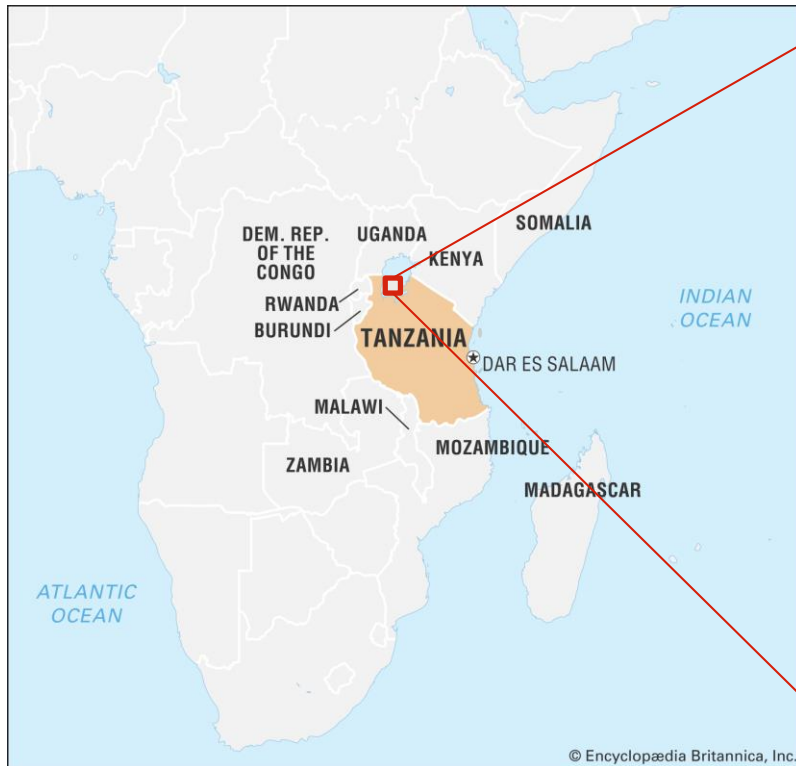 SOMALIA
DEM. REP.
OF THE
CONGO
UGANDA
KENYA
RWANDA
BURUNDI
INDIAN
OCEAN
TANZANIA
DAR ES SALAAM
MALAWI
MOZAMBIQUE
ZAMBIA
MADAGASCAR
ATLANTIC
OCEAN
© Encyclopædia Britannica, Inc.